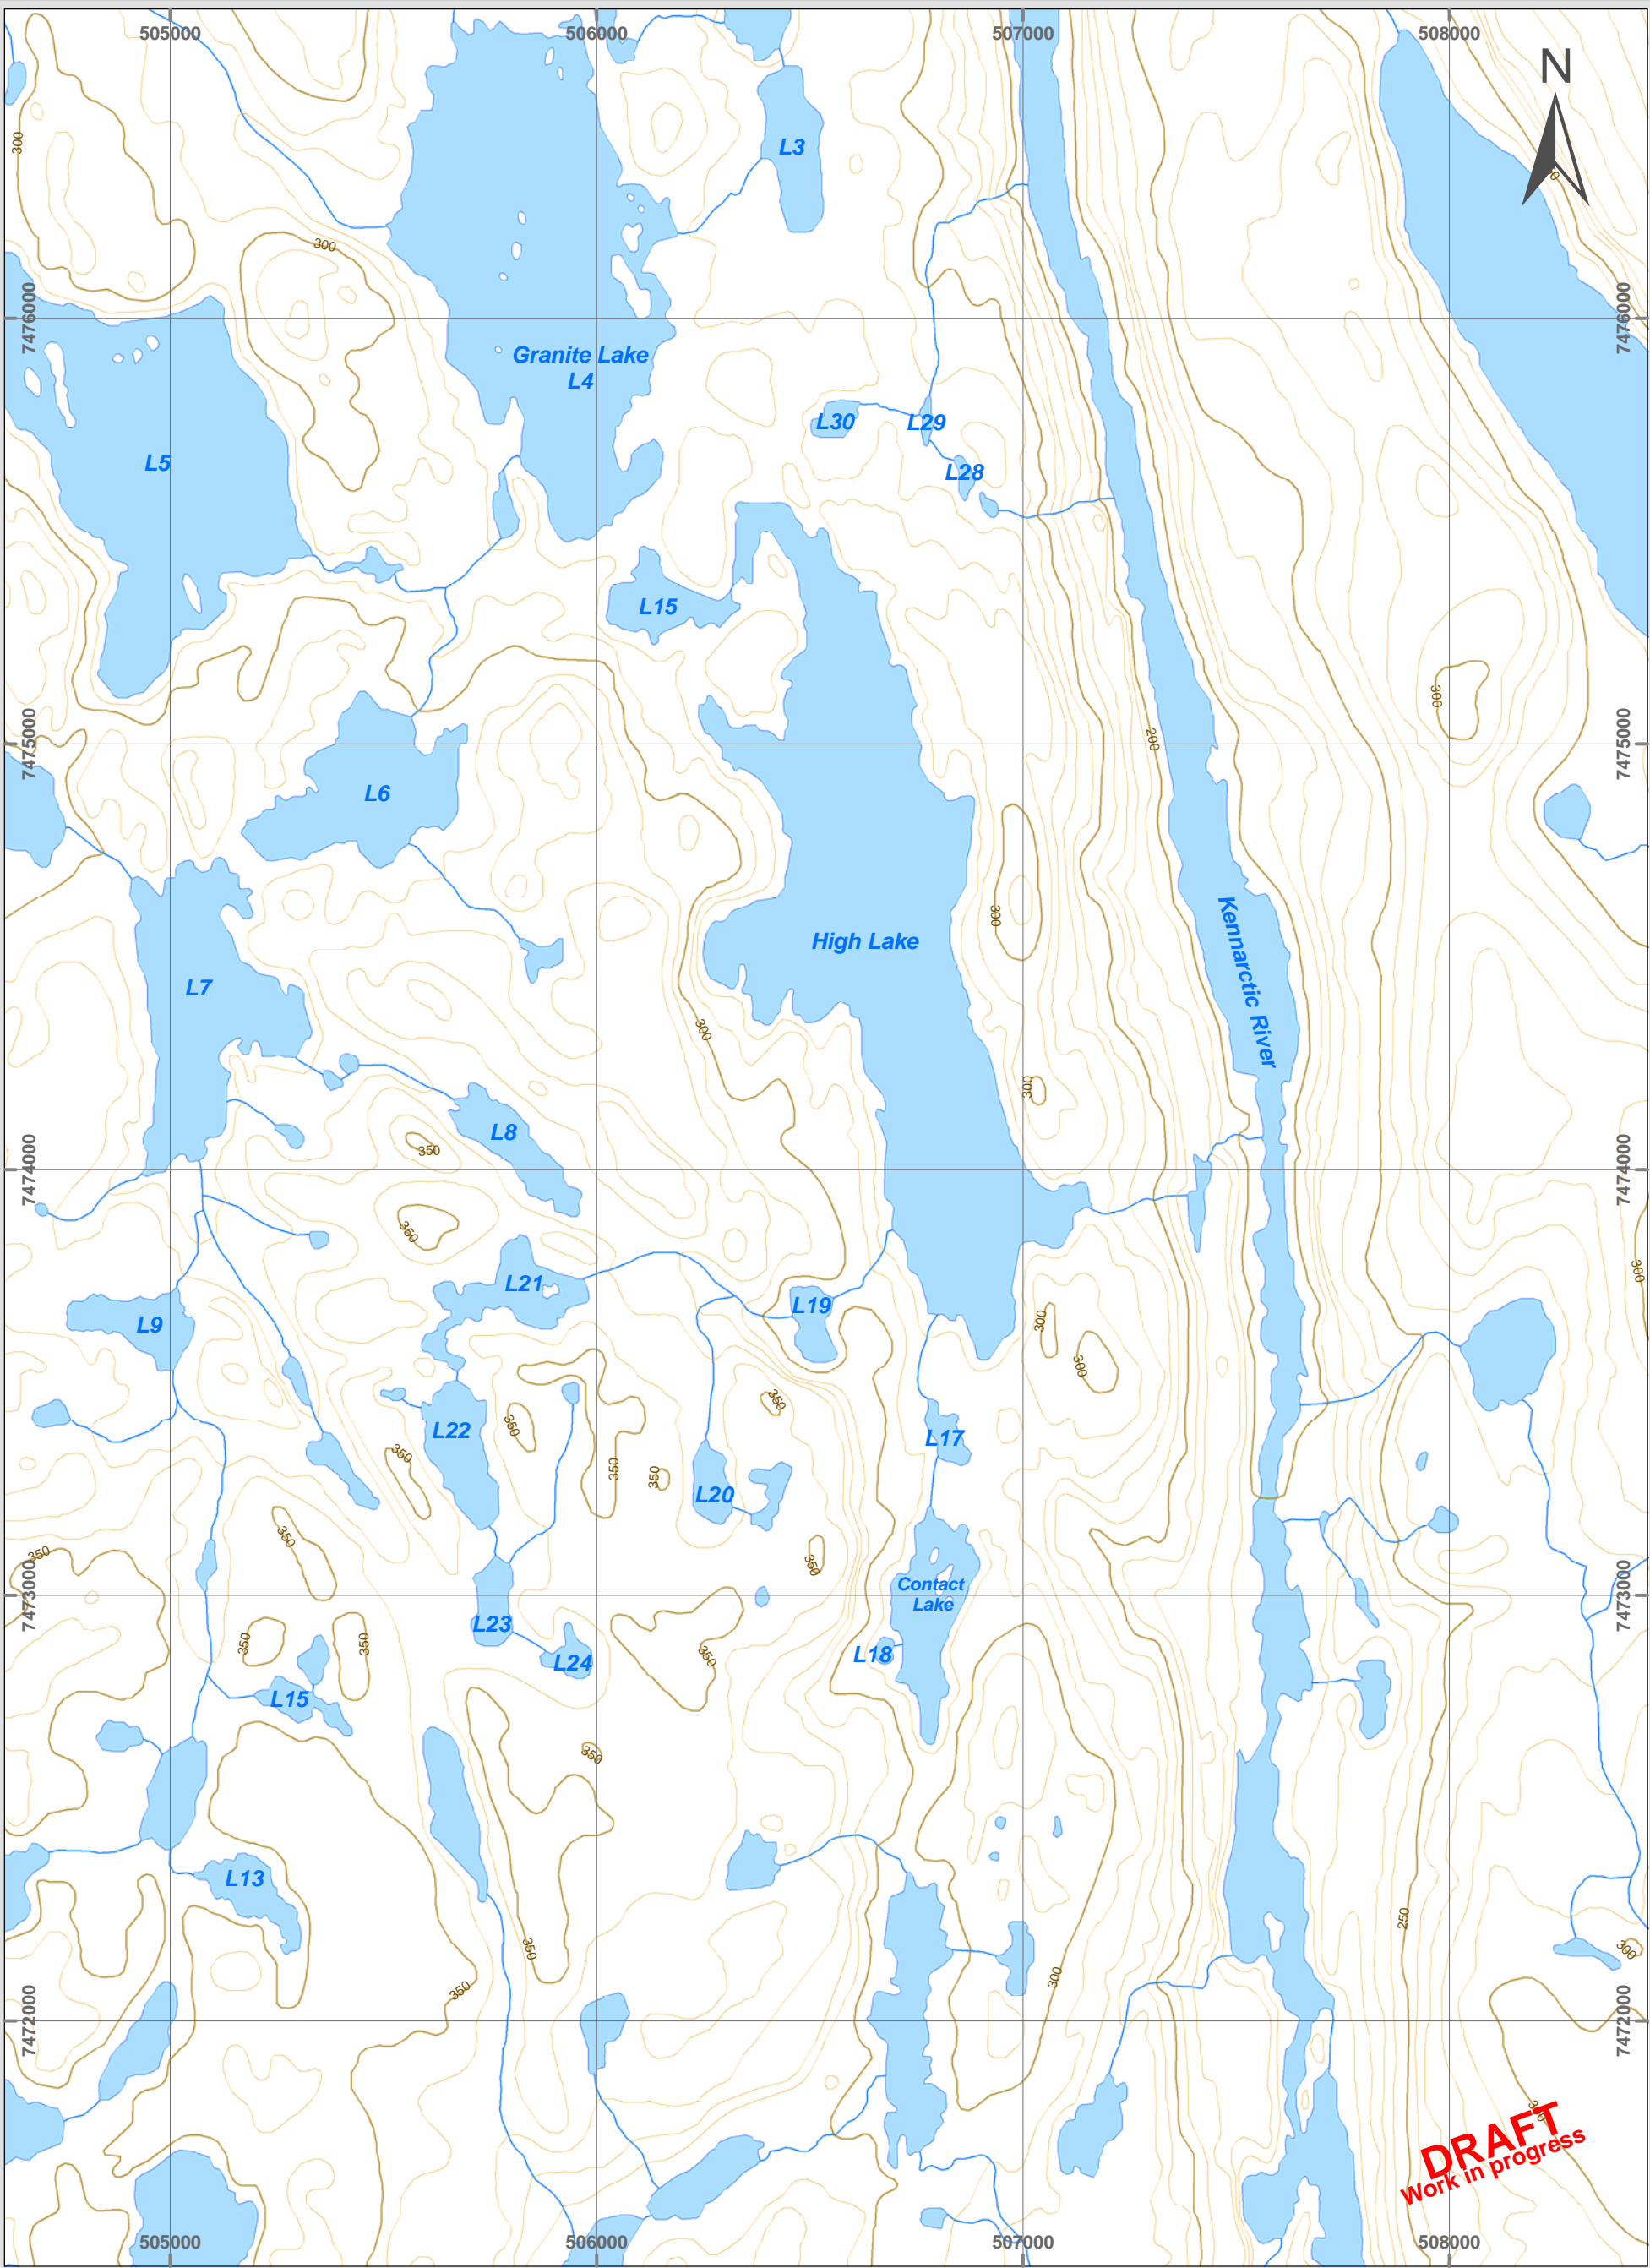 505000
506000
507000
508000
N
300
L3
50
300
7476000
7476000
Granite Lake
L4
L30
L29
L5
L28
L15
300
7475000
200
7475000
L6
300
High Lake
Kennarctic River
L7
300
300
L8
350
7474000
7474000
350
300
L21
L19
L9
300
300
350
350
L22
L17
350
350
350
L20
350
350
350
7473000
Contact
Lake
7473000
L23
L18
350
350
350
L24
L15
350
L13
250
350
300
300
350
7472000
7472000
DRAFT
Work in progress
505000
506000
507000
508000